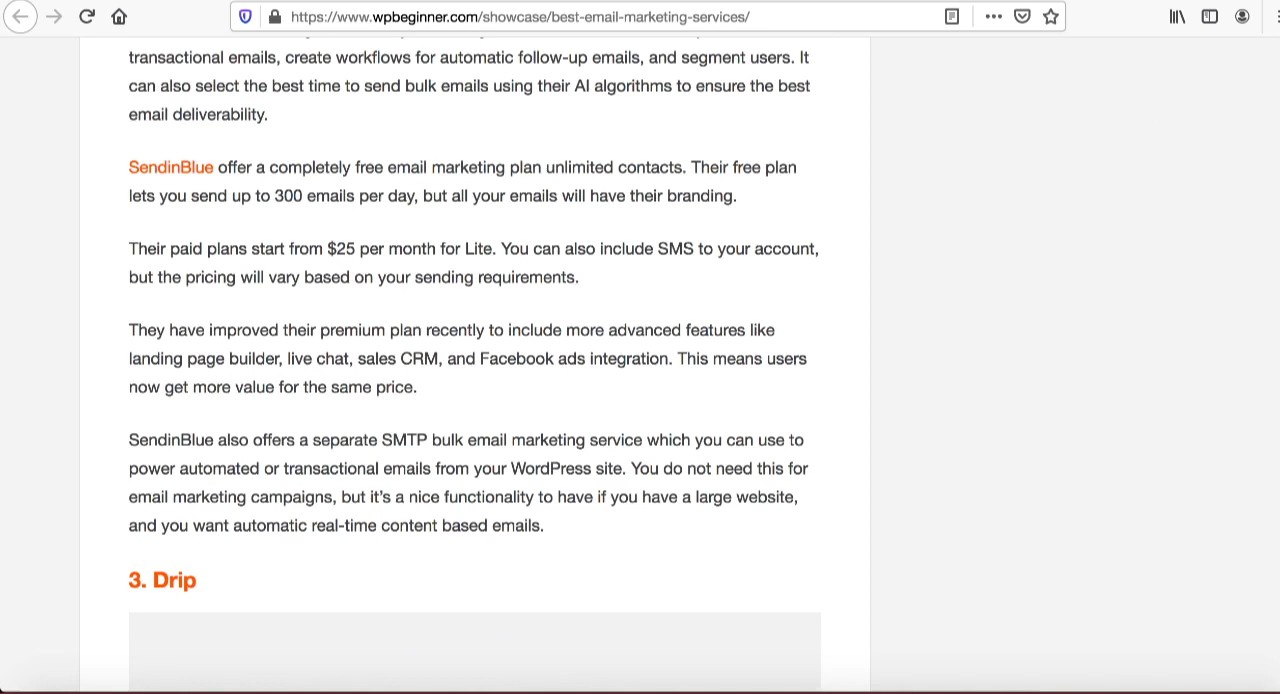 https://www.wpbeginner.com/showcase/best-email-marketing-services/
transactional emails, create workflows for automatic follow-up emails, and segment users. It
can also select the best time to send bulk emails using their AI algorithms to ensure the best
email deliverability.
SendinBlue offer a completely free email marketing plan unlimited contacts. Their free plan
lets you send up to 300 emails per day, but all your emails will have their branding.
Their paid plans start from $25 per month for Lite. You can also include SMS to your account,
but the pricing will vary based on your sending requirements.
They have improved their premium plan recently to include more advanced features like
landing page builder, live chat, sales CRM, and Facebook ads integration. This means users
now get more value for the same price.
SendinBlue also offers a separate SMTP bulk email marketing service which you can use to
power automated or transactional emails from your WordPress site. You do not need this for
email marketing campaigns, but it’s a nice functionality to have if you have a large website,
and you want automatic real-time content based emails.
3. Drip